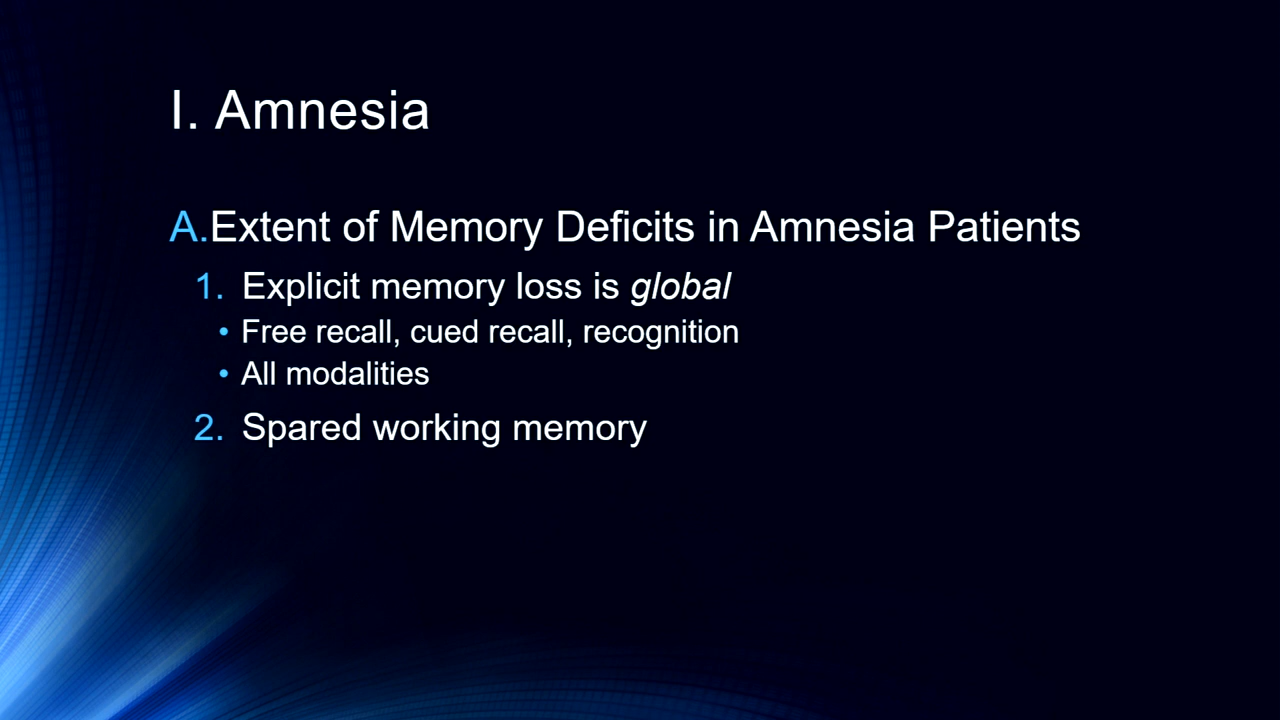 I. Amnesia
A.Extent of Memory Deficits in Amnesia Patients
1. Explicit memory loss is global
• Free recall, cued recall, recognition
• All modalities
2. Spared working memory